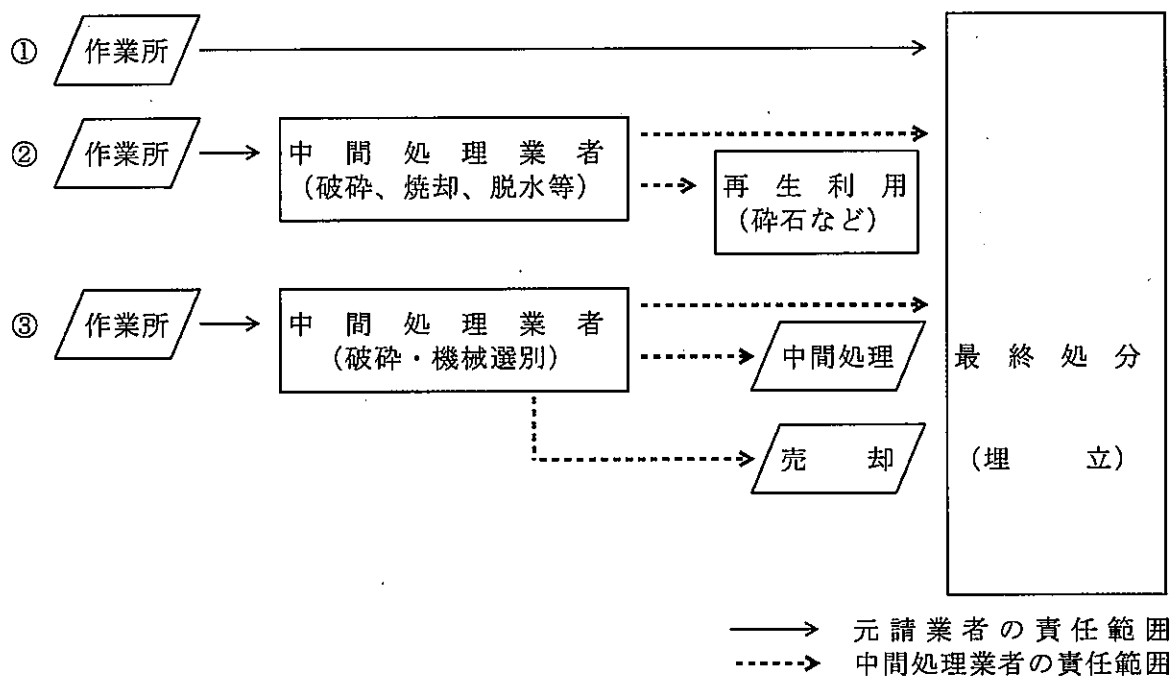 ① 作業所
② 作業所
中間処理業者
(破砕、焼却、脱水等)
再生利用
(砕石など)
③ 作業所
中間処理業者
(破砕・機械選別)
中間処理
売却
最終処分
(埋立)
元請業者の責任範囲
中間処理業者の責任範囲